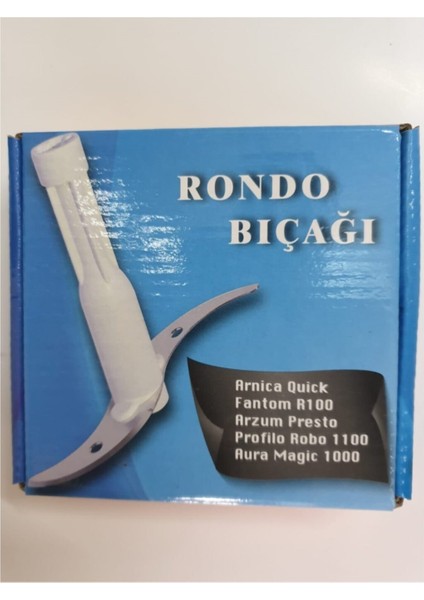 RONDO
BIÇAĞI
Arnica Quick
Fantom R100
Arzum Presto
Profilo Robo 1100
Aura Magic 1000